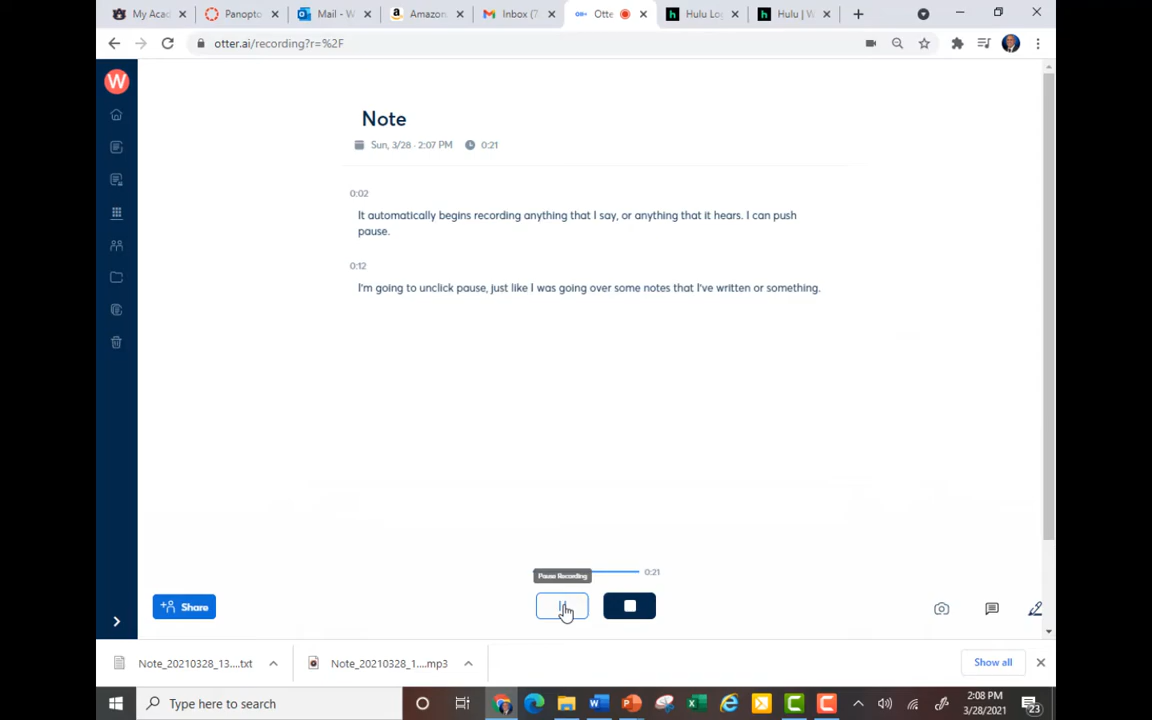 My Acad
Panopto
Mail - W
Amazon
Inbox (7
Otte
Hulu Lo
Hulu | W
otter.ai/recording?r=%2F
W
Note
Sun, 3/28 · 2:07 PM 0:21
0:02
It automatically begins recording anything that I say, or anything that it hears. I can push
pause.
0:12
I'm going to unclick pause, just like I was going over some notes that I've written or something.
Pause Recording
0:21
Share
Note_20210328_13....txt
Note_20210328_1....mp3
Show all
Type here to search
2:08 PM
3/28/2021
23